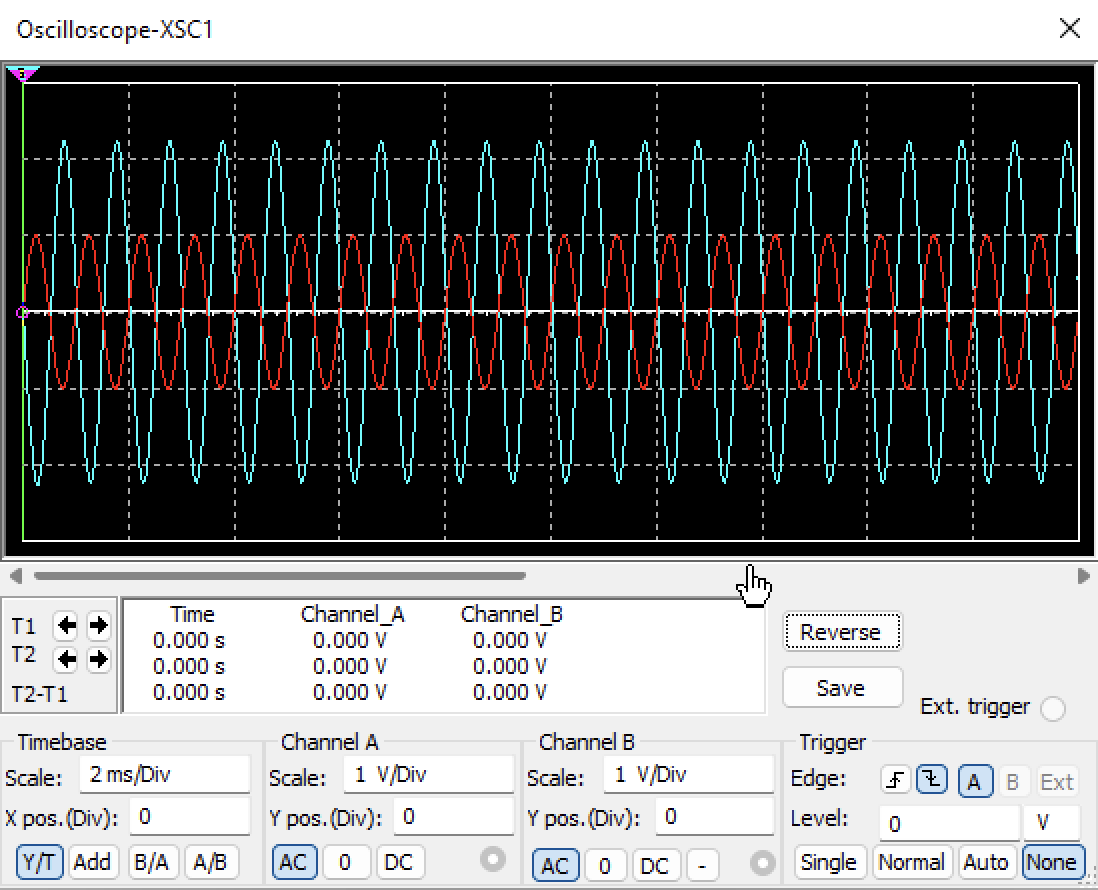 Oscilloscope-XSC1
Time Channel_A Channel_B
T1 0.000 s 0.000 V 0.000 V
T2 0.000 s 0.000 V 0.000 V
T2-T1 0.000 s 0.000 V 0.000 V
Reverse
Save
Ext. trigger
Timebase
Scale: 2 ms/Div
X pos.(Div): 0
Y/T Add B/A A/B
Channel A
Scale: 1 V/Div
Y pos.(Div): 0
AC 0 DC
Channel B
Scale: 1 V/Div
Y pos.(Div): 0
AC 0 DC -
Trigger
Edge: A B Ext
Level: 0 V
Single Normal Auto None